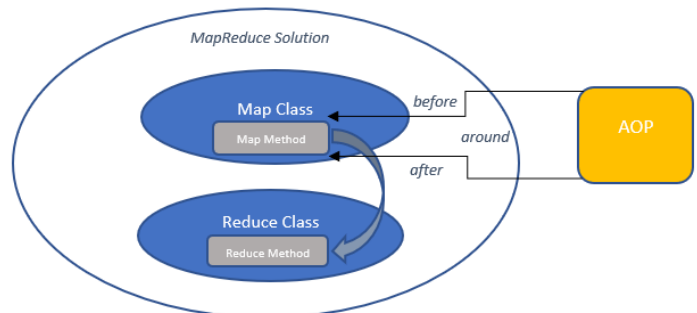 MapReduce Solution
Map Class
Map Method
before
around
after
AOP
Reduce Class
Reduce Method